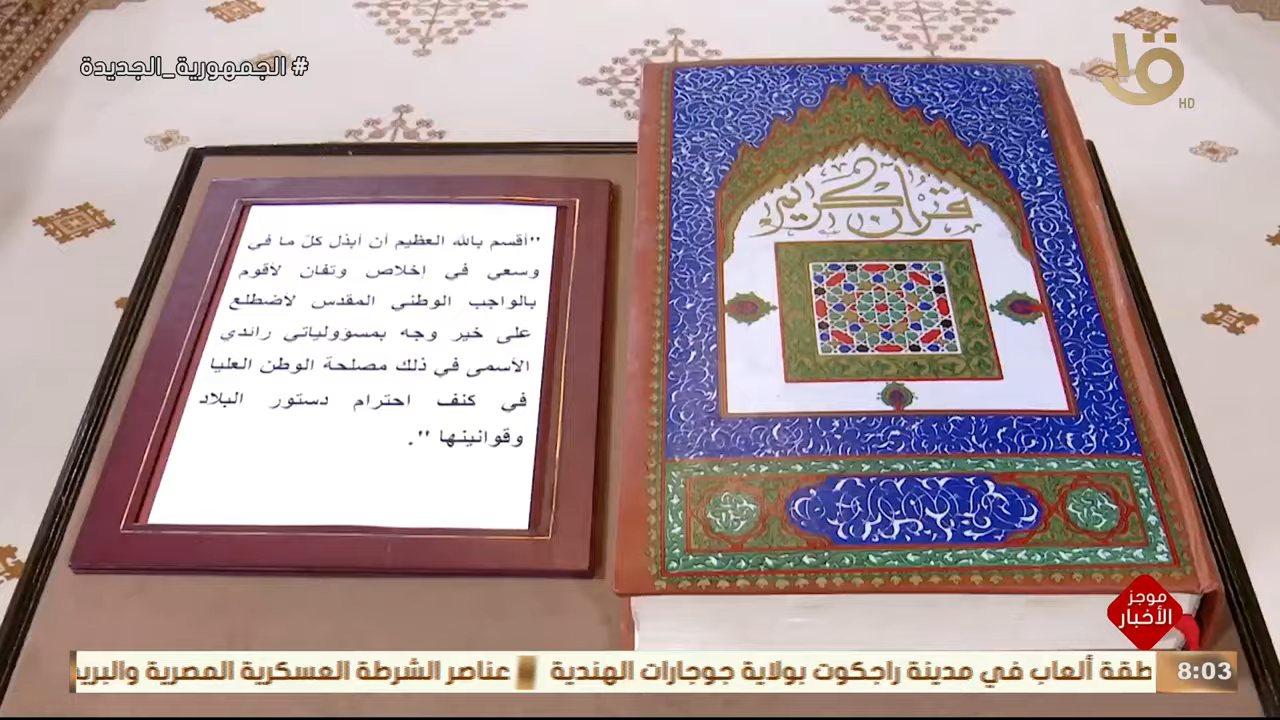 #الجمهورية_الجديدة
HD
"أقسم بالله العظيم أن أبذل كلّ ما في
وسعي في إخلاص وتفان لأقوم
بالواجب الوطني المقدس لأضطلع
على خير وجه بمسؤولياتي رائدي
الأسمى في ذلك مصلحة الوطن العليا
في كنف احترام دستور البلاد
وقوانينها ".
قرآن كريم
موجز
الأخبار
8:03
طقة ألعاب في مدينة راجكوت بولاية جوجارات الهندية
عناصر الشرطة العسكرية المصرية والبريد